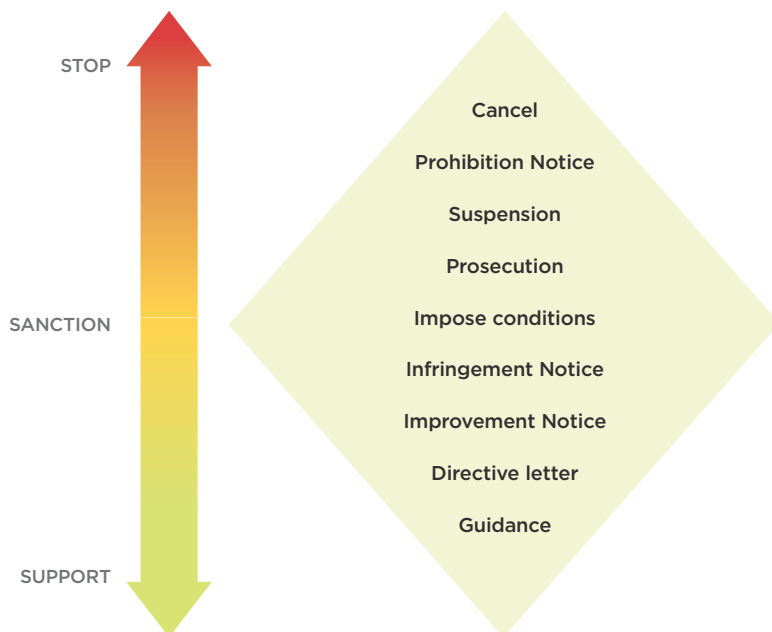 STOP
Cancel
Prohibition Notice
Suspension
Prosecution
SANCTION
Impose conditions
Infringement Notice
Improvement Notice
Directive letter
Guidance
SUPPORT